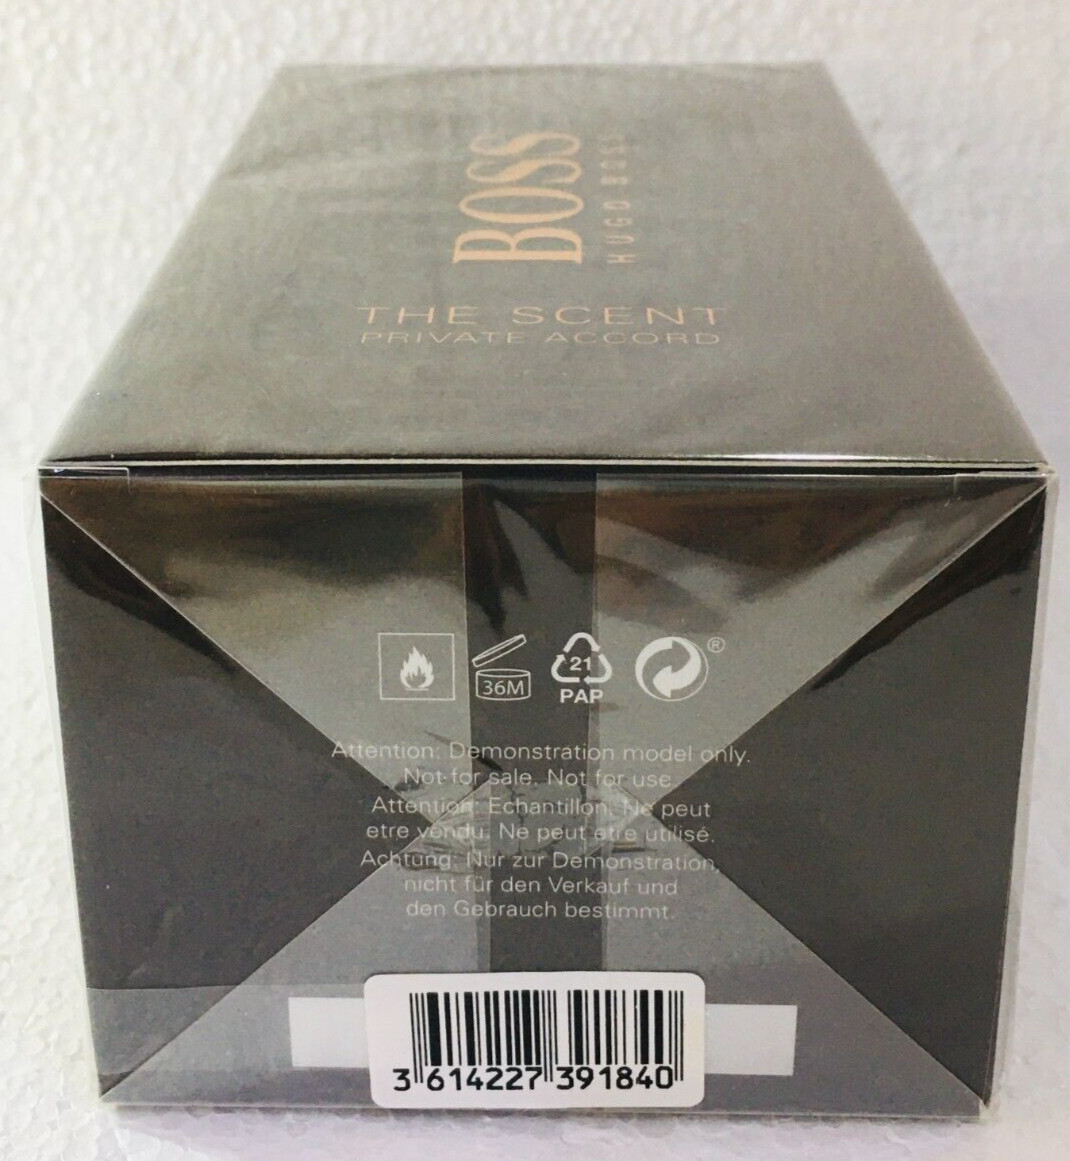 BOSS
HUGO BOSS
THE SCENT
PRIVATE ACCORD
36M
21
PAP
®
Attention: Demonstration model only.
Not for sale. Not for use
Attention: Echantillon. Ne peut
etre vendu. Ne peut etre utilisé.
Achtung: Nur zur Demonstration,
nicht für den Verkauf und
den Gebrauch bestimmt.
3 614227 391840